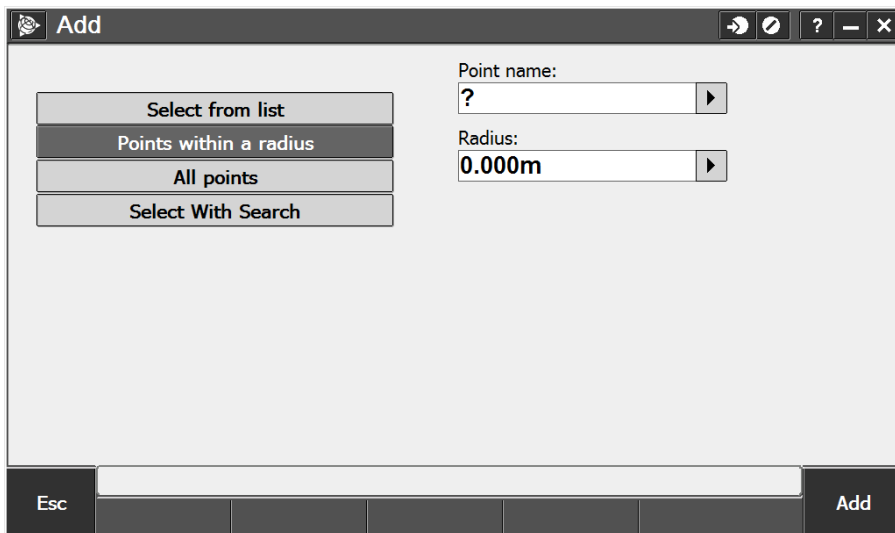 Add
?
Select from list
Points within a radius
All points
Select With Search
Point name:
?
Radius:
0.000m
Esc
Add